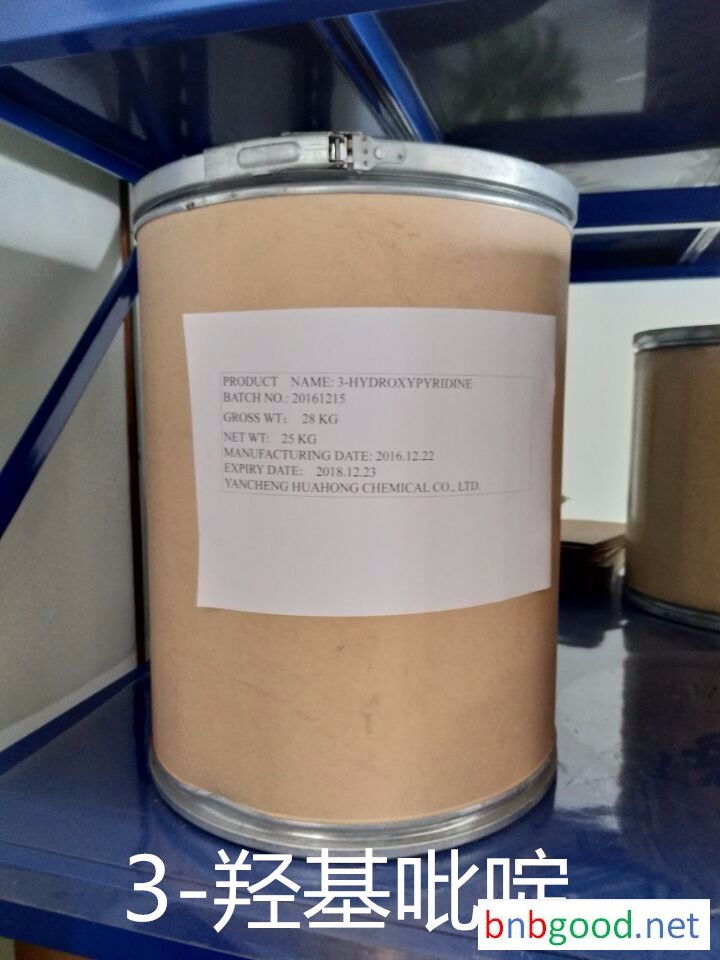 PRODUCT NAME: 3-HYDROXYPYRIDINE
BATCH NO.: 20161215
GROSS WT: 28 KG
NET WT: 25 KG
MANUFACTURING DATE: 2016.12.22
EXPIRY DATE: 2018.12.23
YANCHENG HUAHONG CHEMICAL CO., LTD.
3-羟基吡啶
bnbgood.net